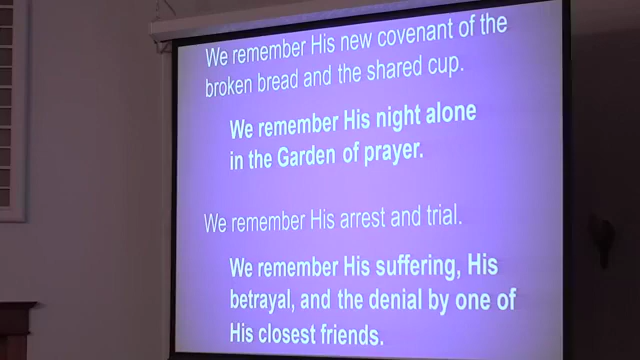 We remember His new covenant of the
broken bread and the shared cup.
We remember His night alone
in the Garden of prayer.
We remember His arrest and trial.
We remember His suffering, His
betrayal, and the denial by one of
His closest friends.